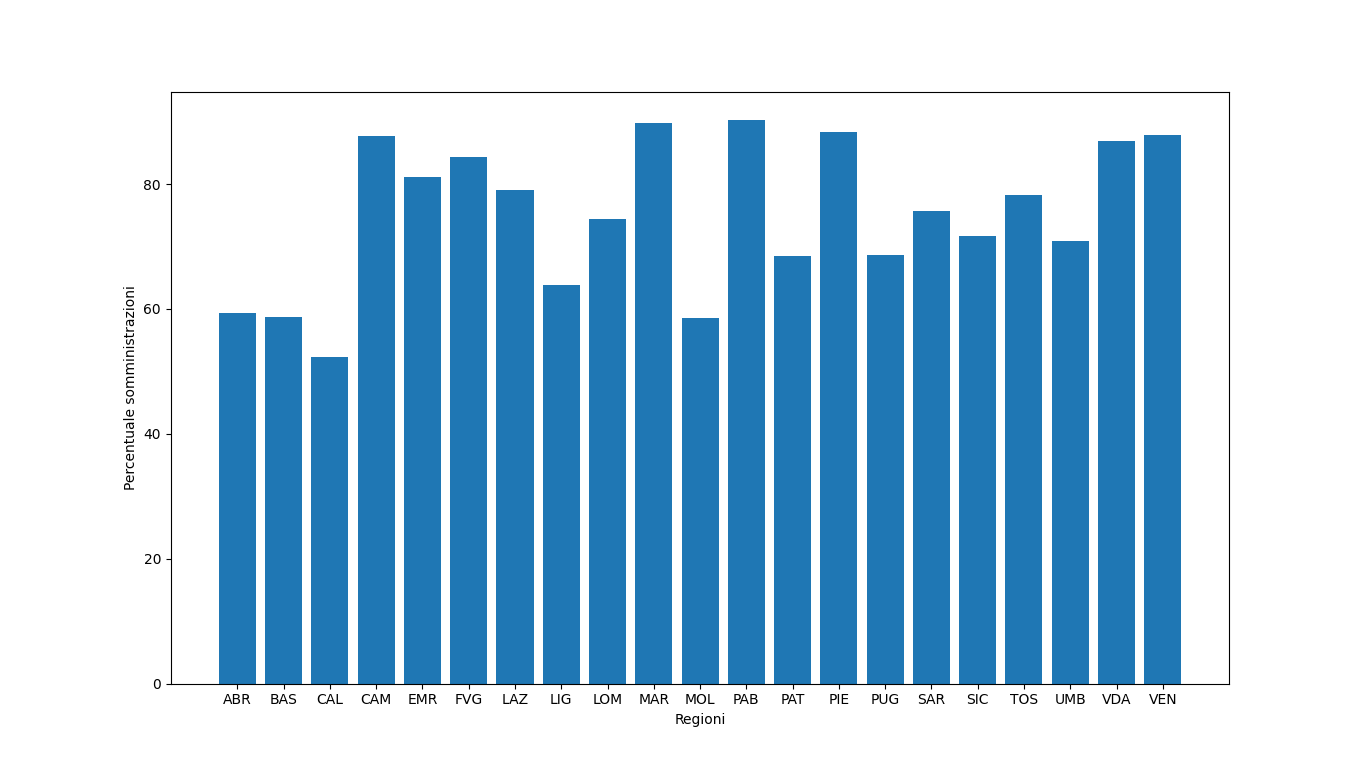 Percentuale somministrazioni
80
60
40
20
0
ABR BAS CAL CAM EMR FVG LAZ LIG LOM MAR MOL PAB PAT PIE PUG SAR SIC TOS UMB VDA VEN
Regioni